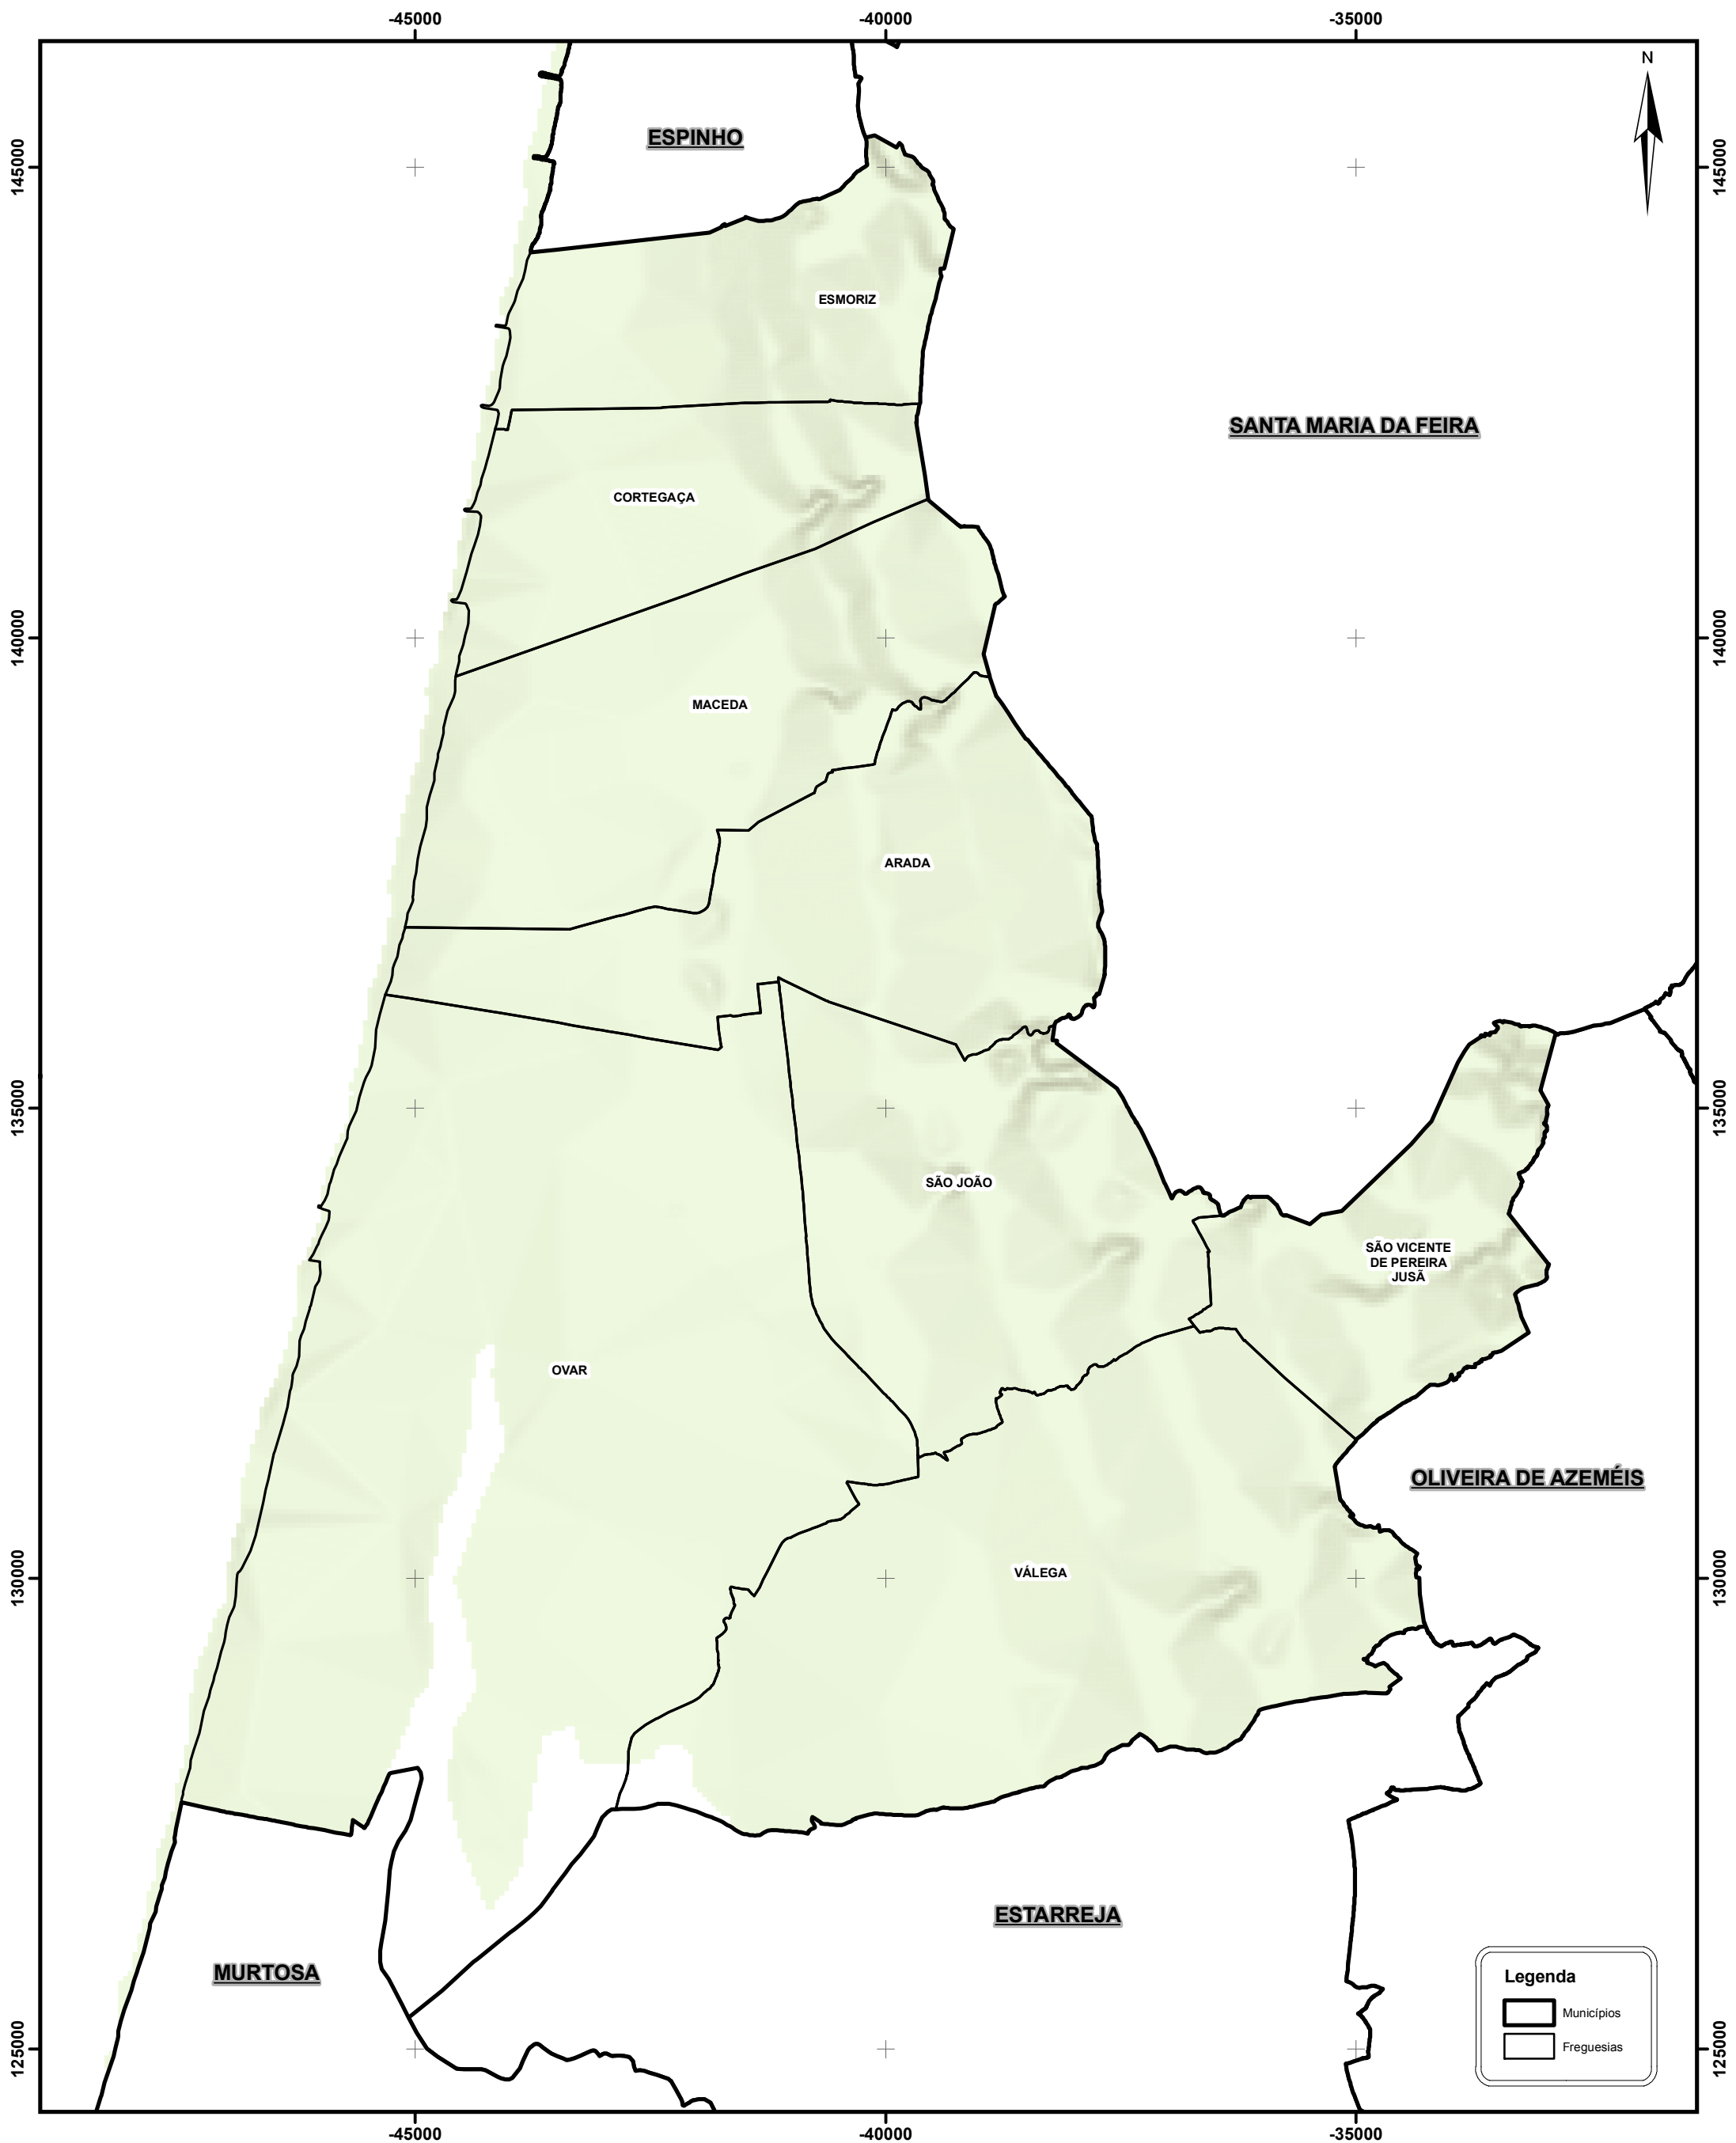 -45000
-40000
-35000
N
ESPINHO
145000
145000
ESMORIZ
SANTA MARIA DA FEIRA
CORTEGAÇA
140000
140000
MACEDA
ARADA
135000
135000
SÃO JOÃO
SÃO VICENTE
DE PEREIRA
JUSÃ
OVAR
OLIVEIRA DE AZEMÉIS
130000
130000
VÁLEGA
ESTARREJA
MURTOSA
Legenda
Municípios
Freguesias
125000
125000
-45000
-40000
-35000